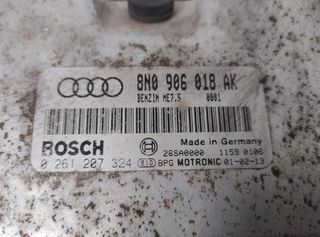 8N0 906 018 AK
BENZIN ME7.5 0001
BOSCH
Made in Germany
26SA0000 1159 0106
0 261 207 324 BPG MOTRONIC 01-02-13